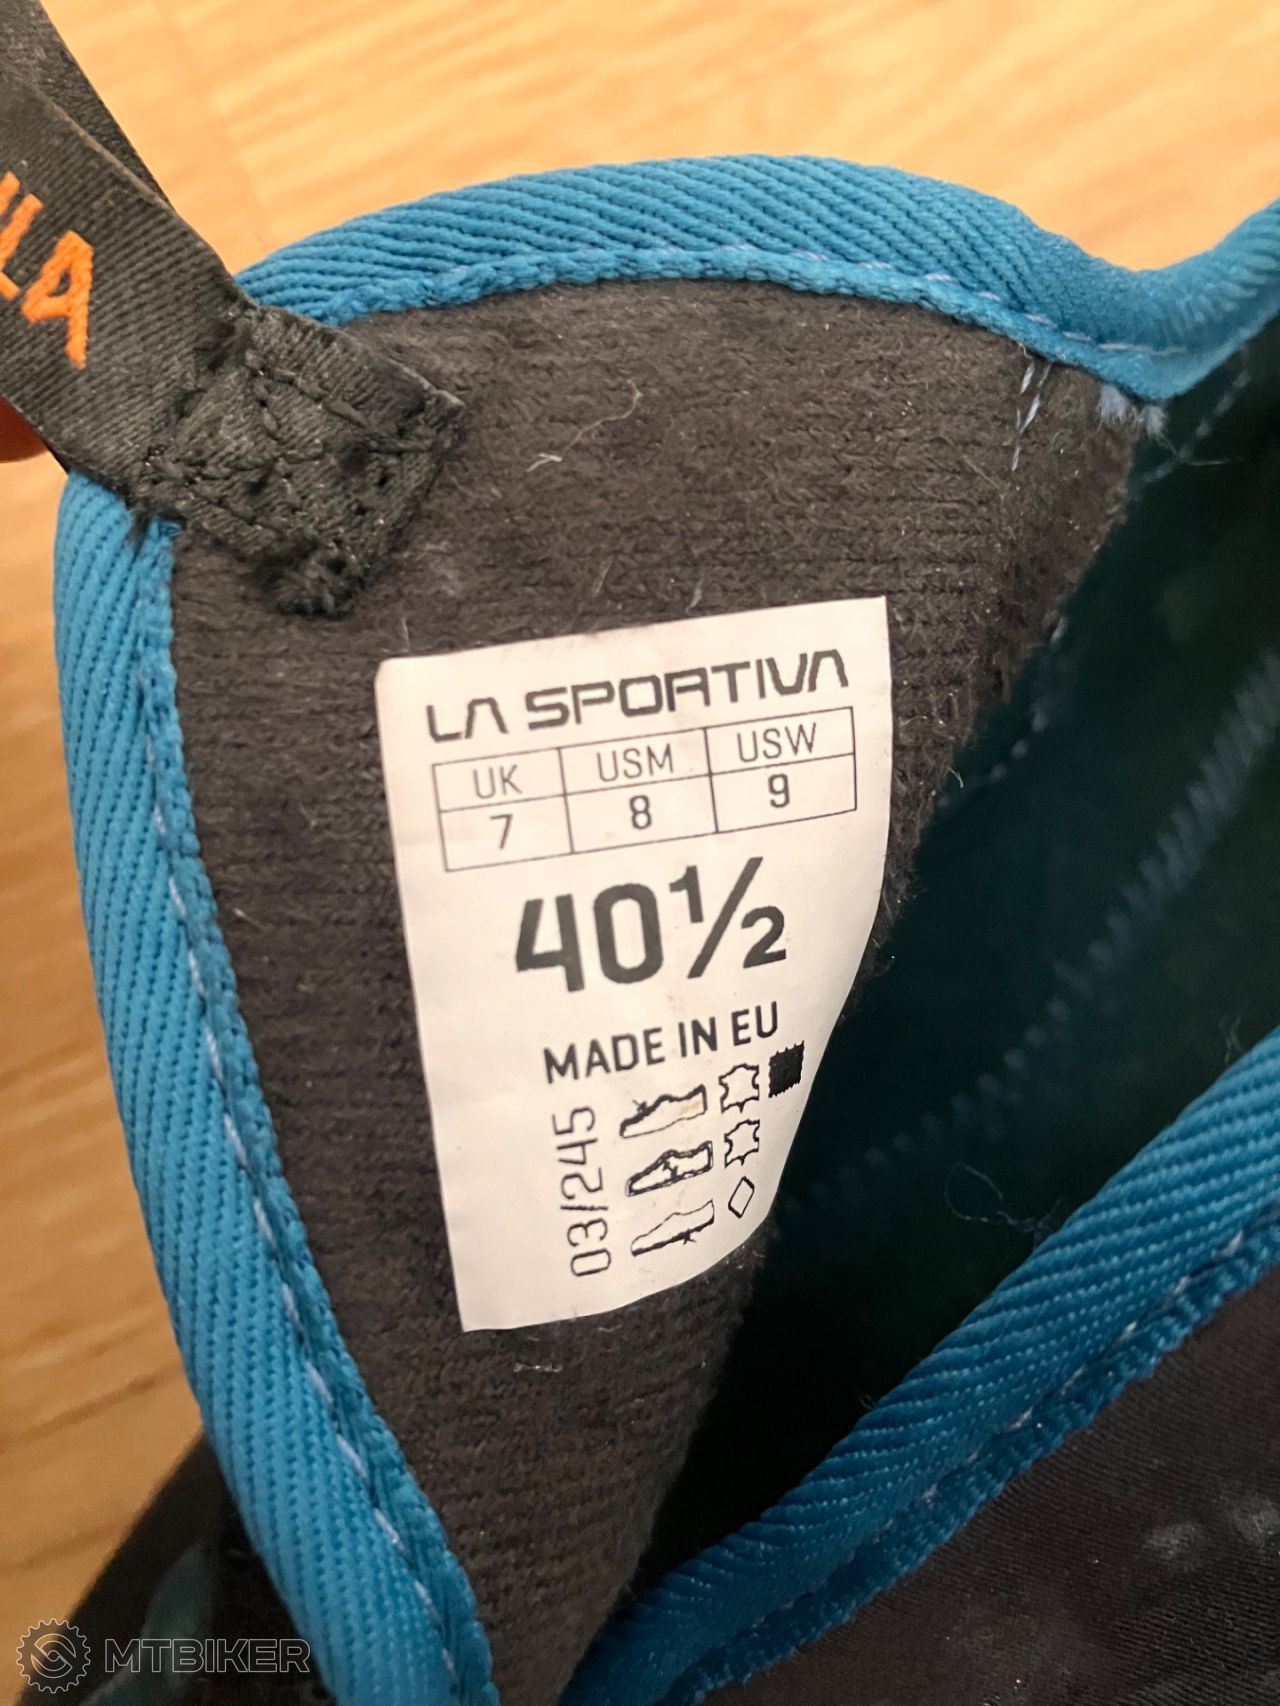 LA SPORTIVA
UK USM USW
7 8 9
40½
MADE IN EU
03/245
MTBIKER